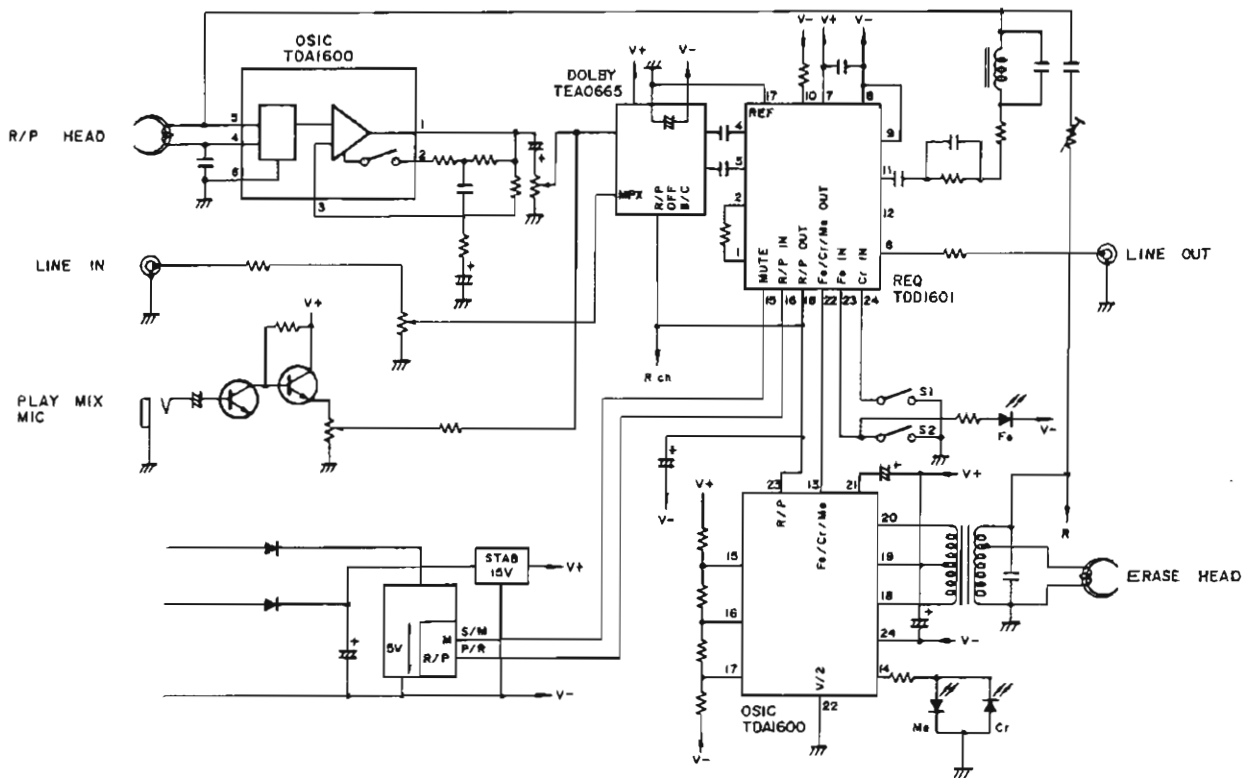 OSIC
TDA1600
R/P HEAD
5
4
6
1
2
3
DOLBY
TEA0665
V+
V-
MPX
R/P
OFF
B/C
R ch
V-
V+
V-
17
10
7
8
REF
4
3
2
1
9
11
12
6
MUTE
R/P IN
R/P OUT
Fe/Cr/Me OUT
Fe IN
Cr IN
15
16
18
22
23
24
REQ
TDD1601
LINE IN
LINE OUT
V+
PLAY MIX
MIC
S1
S2
Fe
V-
V-
V+
23
13
21
V+
R/P
Fe/Cr/Me
R
15
16
17
20
19
18
24
V-
14
V/2
22
ERASE HEAD
OSIC
TDA1600
V-
Me
Cr
STAB
15V
V+
5V
M
R/P
S/M
P/R
V-